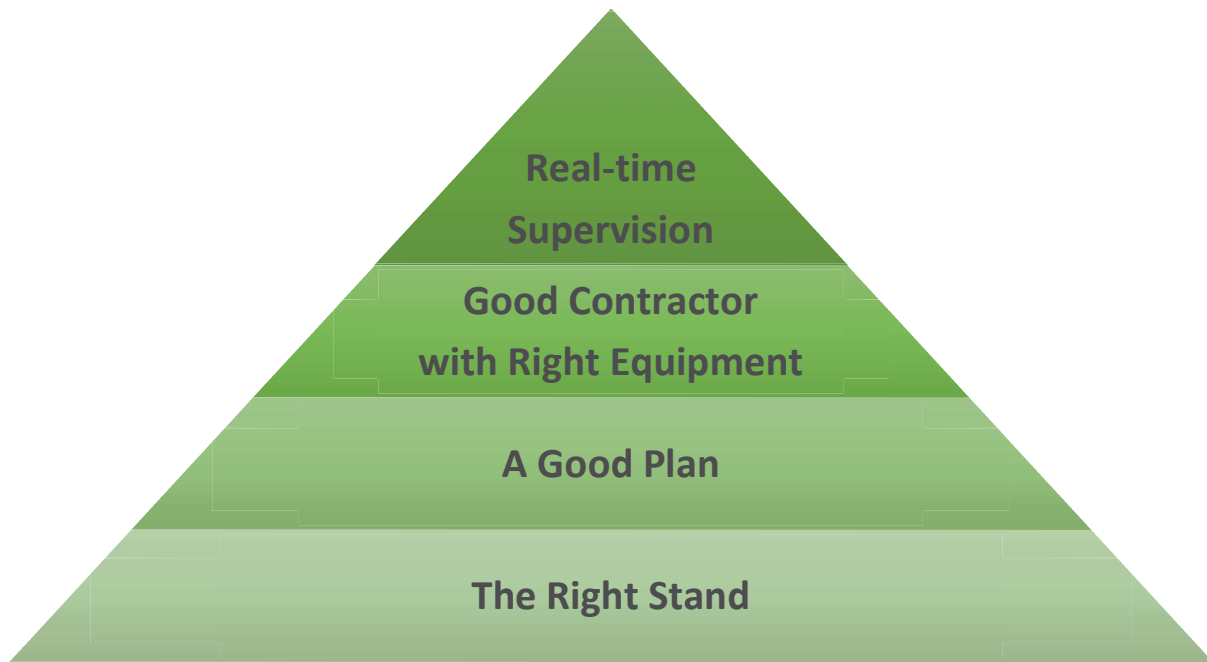 Real-time
Supervision
Good Contractor
with Right Equipment
A Good Plan
The Right Stand